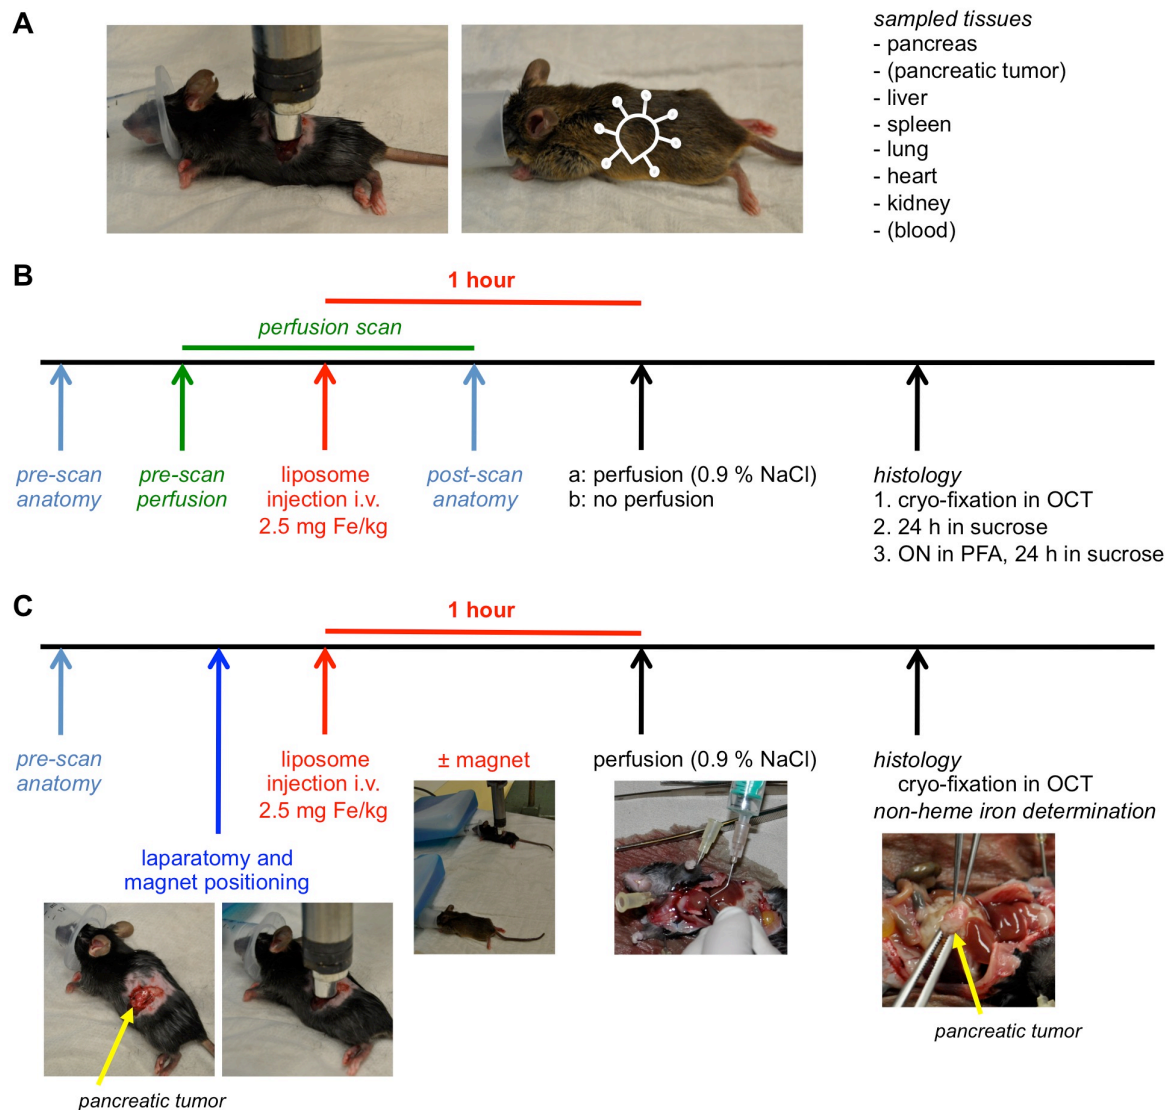 A
sampled tissues
- pancreas
- (pancreatic tumor)
- liver
- spleen
- lung
- heart
- kidney
- (blood)
B
1 hour
perfusion scan
pre-scan
anatomy
pre-scan
perfusion
liposome
injection i.v.
2.5 mg Fe/kg
post-scan
anatomy
a: perfusion (0.9 % NaCl)
b: no perfusion
histology
1. cryo-fixation in OCT
2. 24 h in sucrose
3. ON in PFA, 24 h in sucrose
C
1 hour
pre-scan
anatomy
laparatomy and
magnet positioning
pancreatic tumor
liposome
injection i.v.
2.5 mg Fe/kg
± magnet
perfusion (0.9 % NaCl)
histology
cryo-fixation in OCT
non-heme iron determination
pancreatic tumor